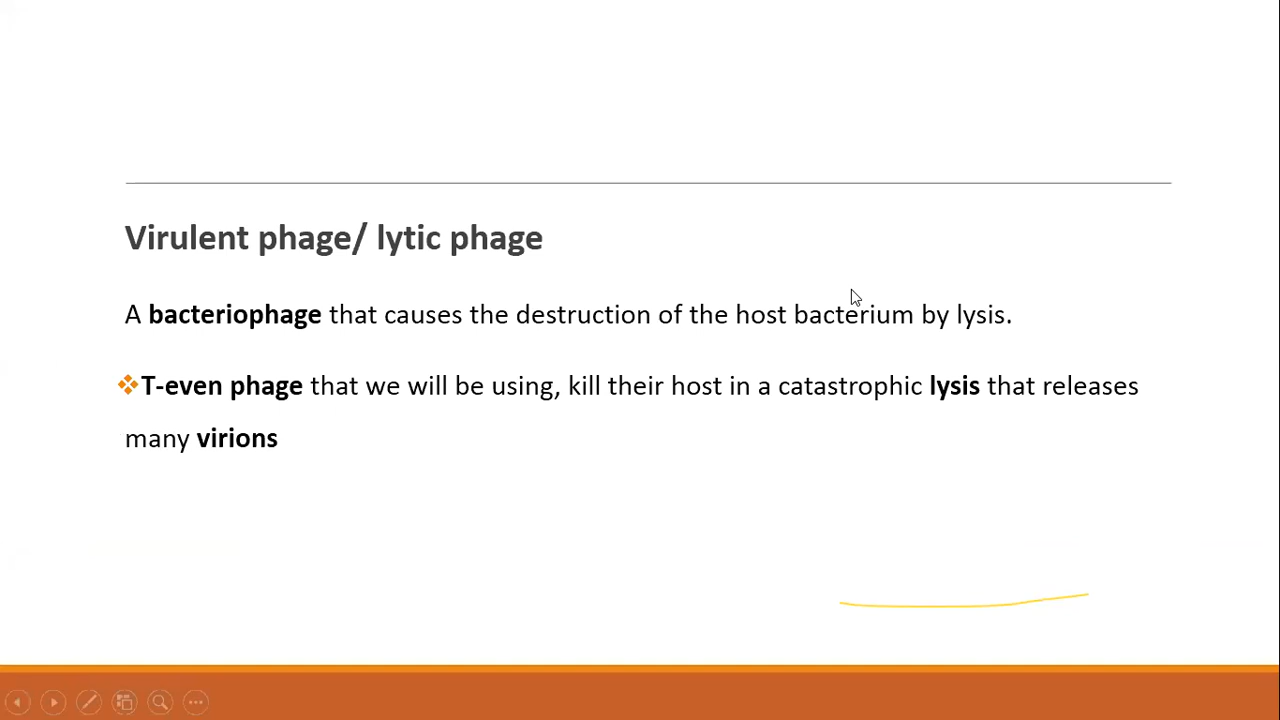 Virulent phage/ lytic phage
A bacteriophage that causes the destruction of the host bacterium by lysis.
T-even phage that we will be using, kill their host in a catastrophic lysis that releases
many virions